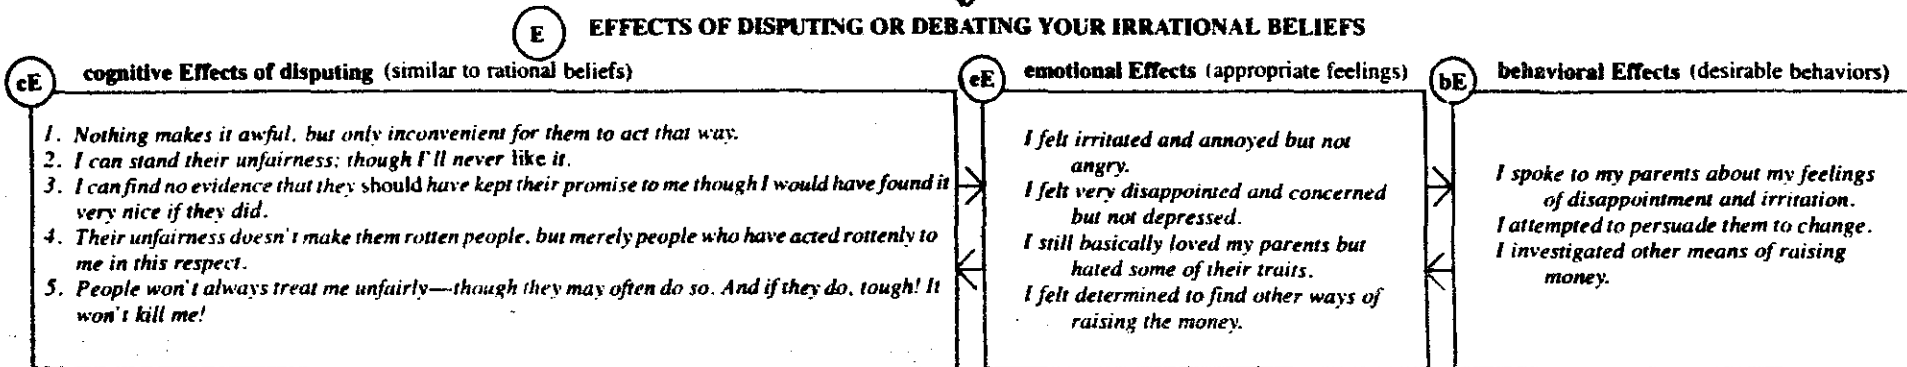 E EFFECTS OF DISPUTING OR DEBATING YOUR IRRATIONAL BELIEFS
cE cognitive Effects of disputing (similar to rational beliefs)
1. Nothing makes it awful, but only inconvenient for them to act that way.
2. I can stand their unfairness; though I'll never like it.
3. I can find no evidence that they should have kept their promise to me though I would have found it
very nice if they did.
4. Their unfairness doesn't make them rotten people, but merely people who have acted rottenly to
me in this respect.
5. People won't always treat me unfairly—though they may often do so. And if they do, tough! It
won't kill me!
eE emotional Effects (appropriate feelings)
I felt irritated and annoyed but not
angry.
I felt very disappointed and concerned
but not depressed.
I still basically loved my parents but
hated some of their traits.
I felt determined to find other ways of
raising the money.
bE behavioral Effects (desirable behaviors)
I spoke to my parents about my feelings
of disappointment and irritation.
I attempted to persuade them to change.
I investigated other means of raising
money.